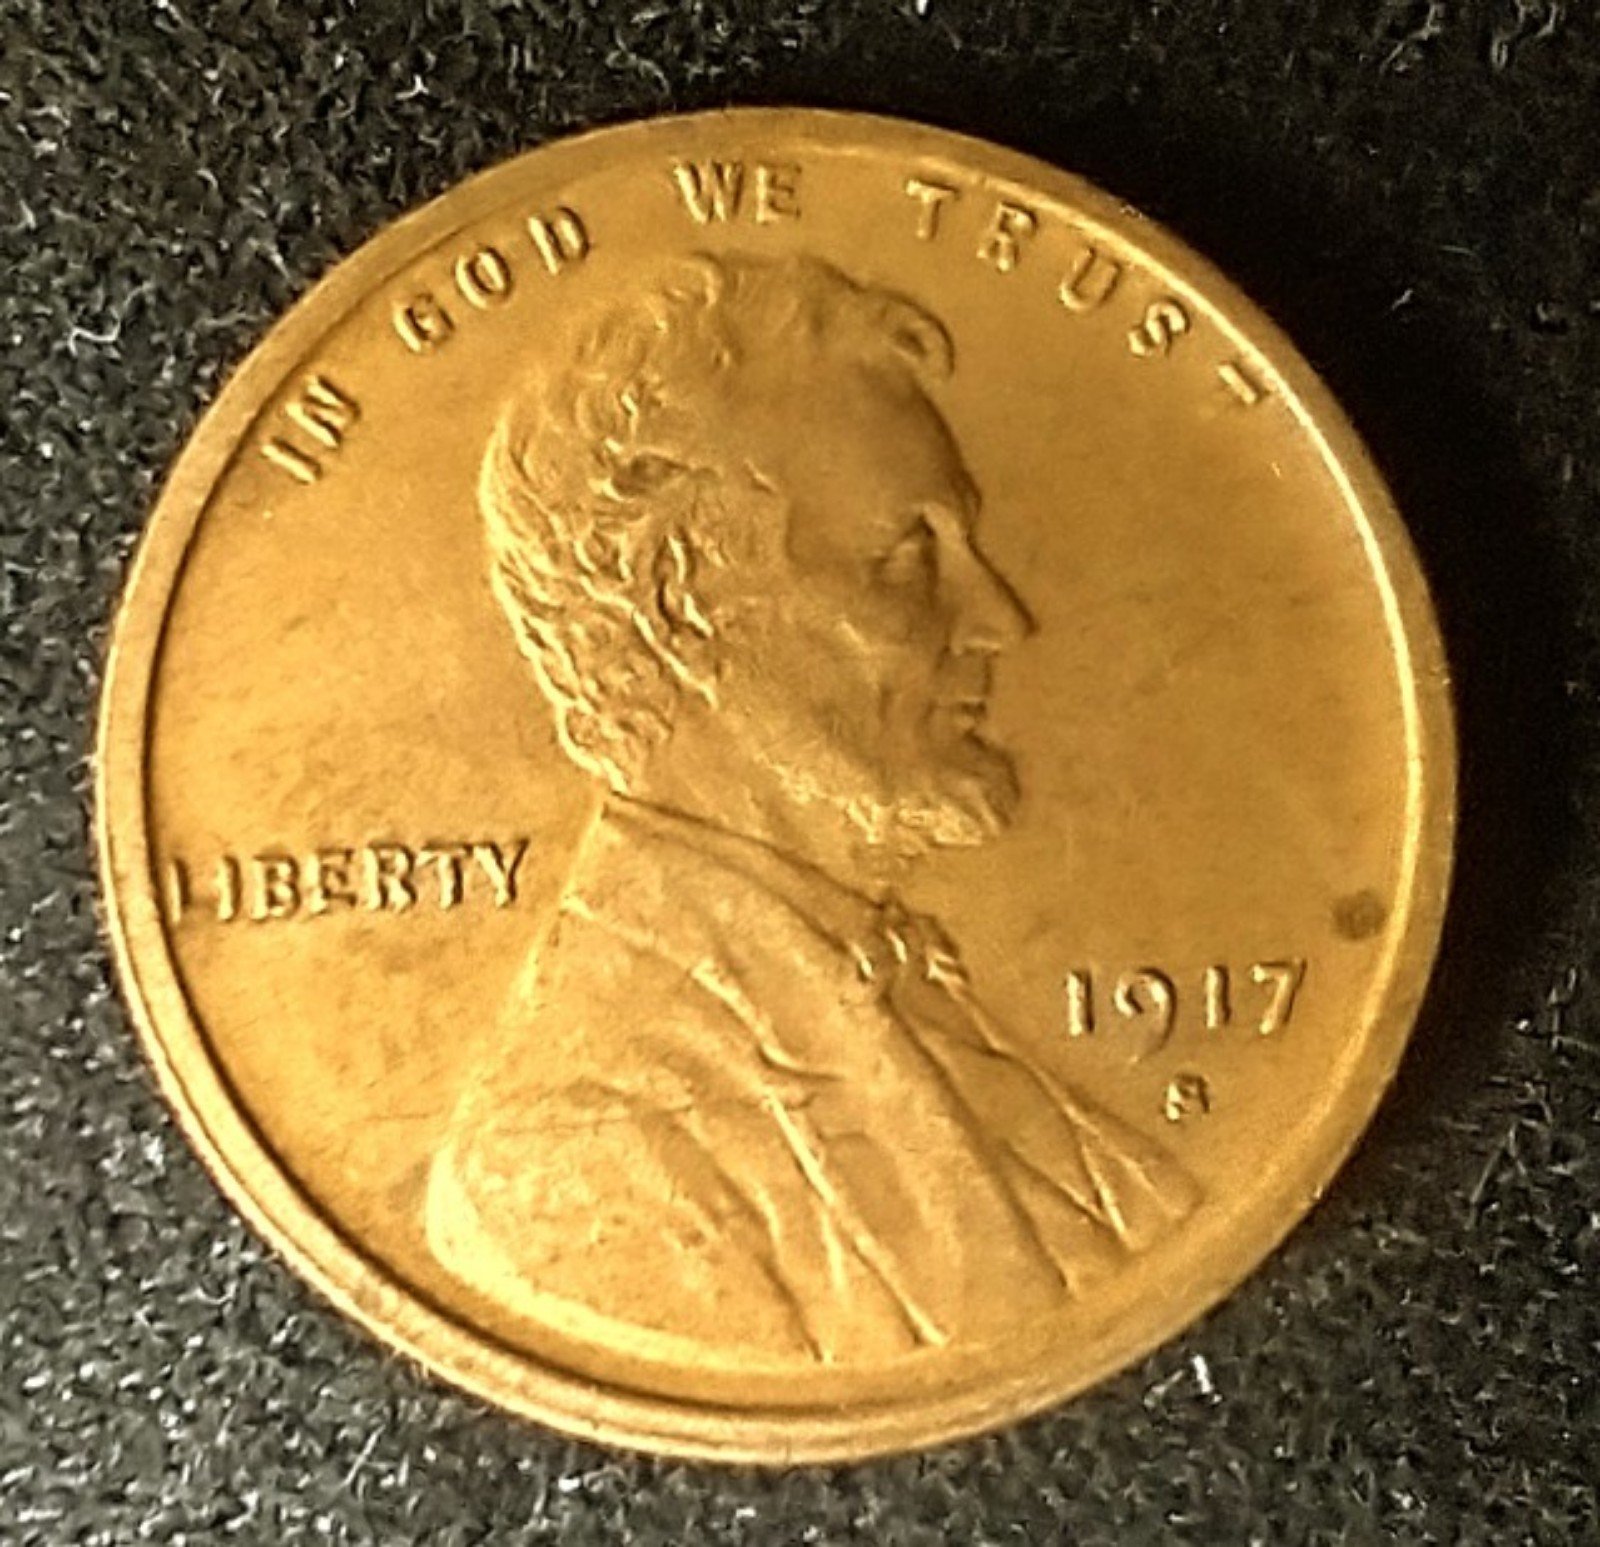 IN GOD WE TRUST
LIBERTY
1917
S